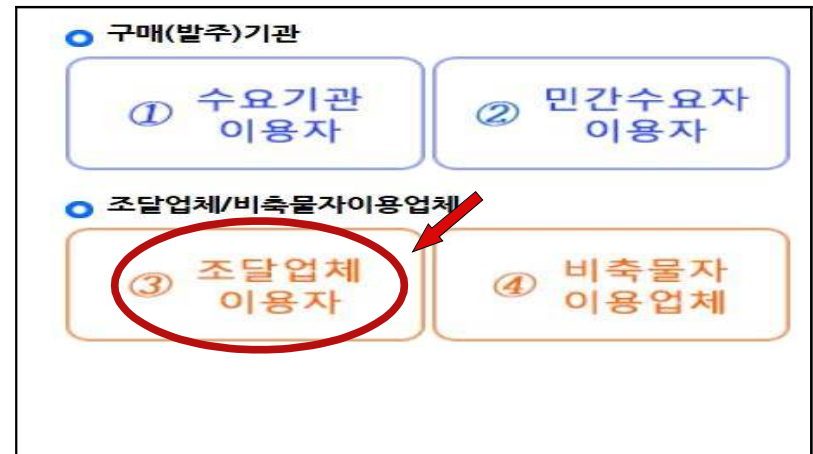 구매(발주)기관
① 수요기관
이용자
② 민간수요자
이용자
조달업체/비축물자이용업체
③ 조달업체
이용자
④ 비축물자
이용업체